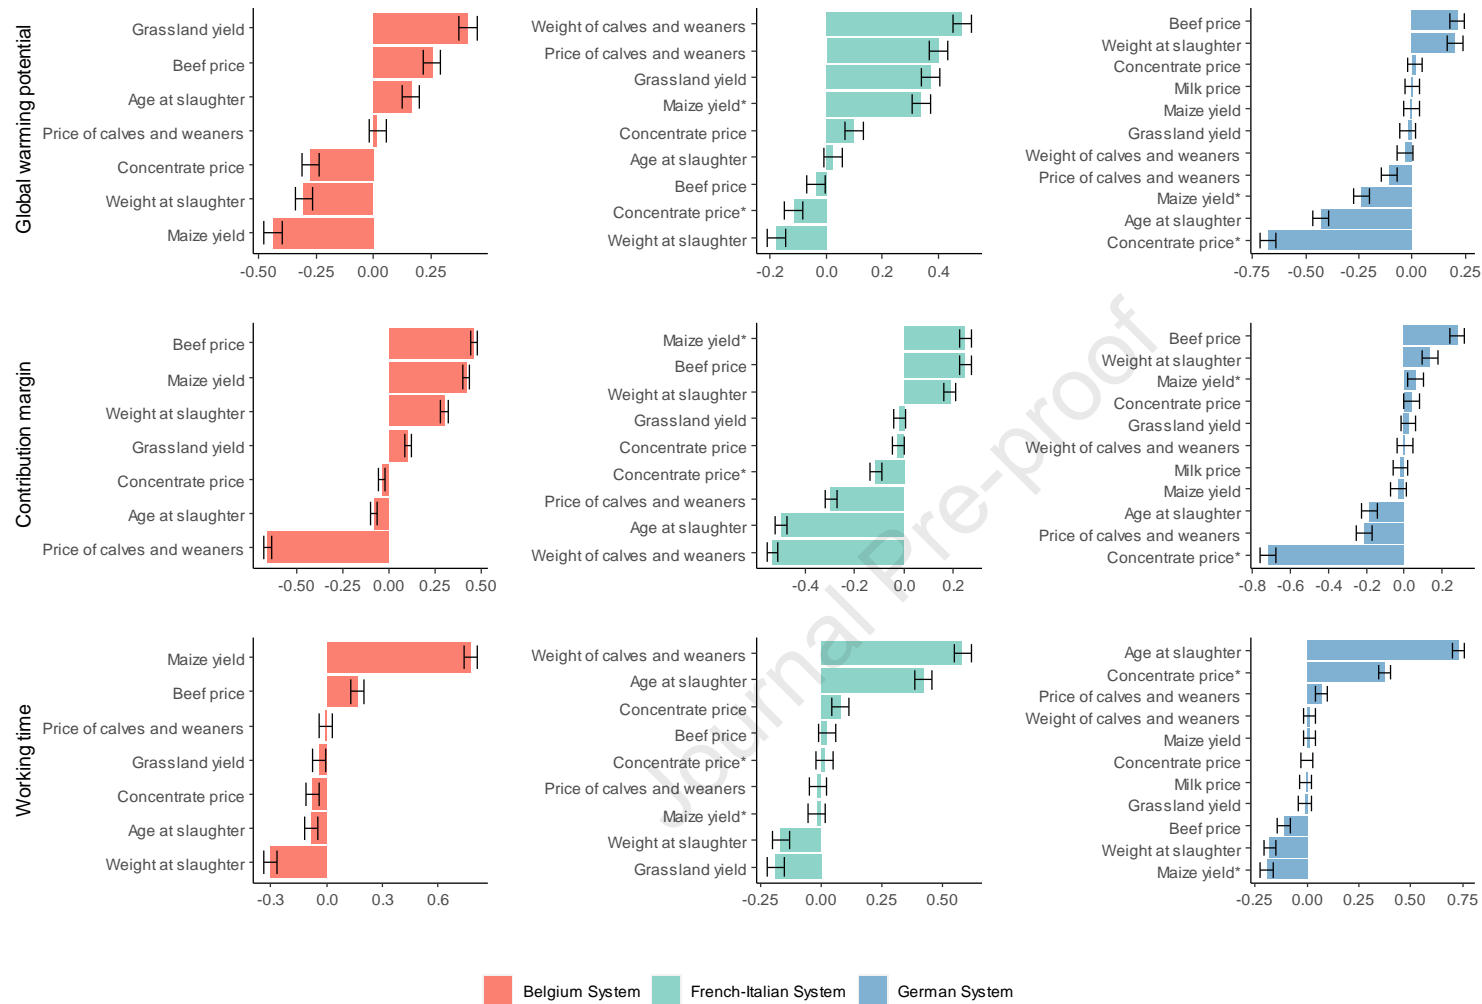 Global warming potential
Grassland yield
Beef price
Age at slaughter
Price of calves and weaners
Concentrate price
Weight at slaughter
Maize yield
-0.50 -0.25 0.00 0.25
Weight of calves and weaners
Price of calves and weaners
Grassland yield
Maize yield*
Concentrate price
Age at slaughter
Beef price
Concentrate price*
Weight at slaughter
-0.2 0.0 0.2 0.4
Beef price
Weight at slaughter
Concentrate price
Milk price
Maize yield
Grassland yield
Weight of calves and weaners
Price of calves and weaners
Maize yield*
Age at slaughter
Concentrate price*
-0.75 -0.50 -0.25 0.00 0.25
Contribution margin
Beef price
Maize yield
Weight at slaughter
Grassland yield
Concentrate price
Age at slaughter
Price of calves and weaners
-0.50 -0.25 0.00 0.25 0.50
Maize yield*
Beef price
Weight at slaughter
Grassland yield
Concentrate price
Concentrate price*
Price of calves and weaners
Age at slaughter
Weight of calves and weaners
-0.4 -0.2 0.0 0.2
Beef price
Weight at slaughter
Maize yield*
Concentrate price
Grassland yield
Weight of calves and weaners
Milk price
Maize yield
Age at slaughter
Price of calves and weaners
Concentrate price*
-0.8 -0.6 -0.4 -0.2 0.0 0.2
Working time
Maize yield
Beef price
Price of calves and weaners
Grassland yield
Concentrate price
Age at slaughter
Weight at slaughter
-0.3 0.0 0.3 0.6
Weight of calves and weaners
Age at slaughter
Concentrate price
Beef price
Concentrate price*
Price of calves and weaners
Maize yield*
Weight at slaughter
Grassland yield
-0.25 0.00 0.25 0.50
Age at slaughter
Concentrate price*
Price of calves and weaners
Weight of calves and weaners
Maize yield
Concentrate price
Milk price
Grassland yield
Beef price
Weight at slaughter
Maize yield*
-0.25 0.00 0.25 0.50 0.75
Journal Pre-proof
Belgium System French-Italian System German System